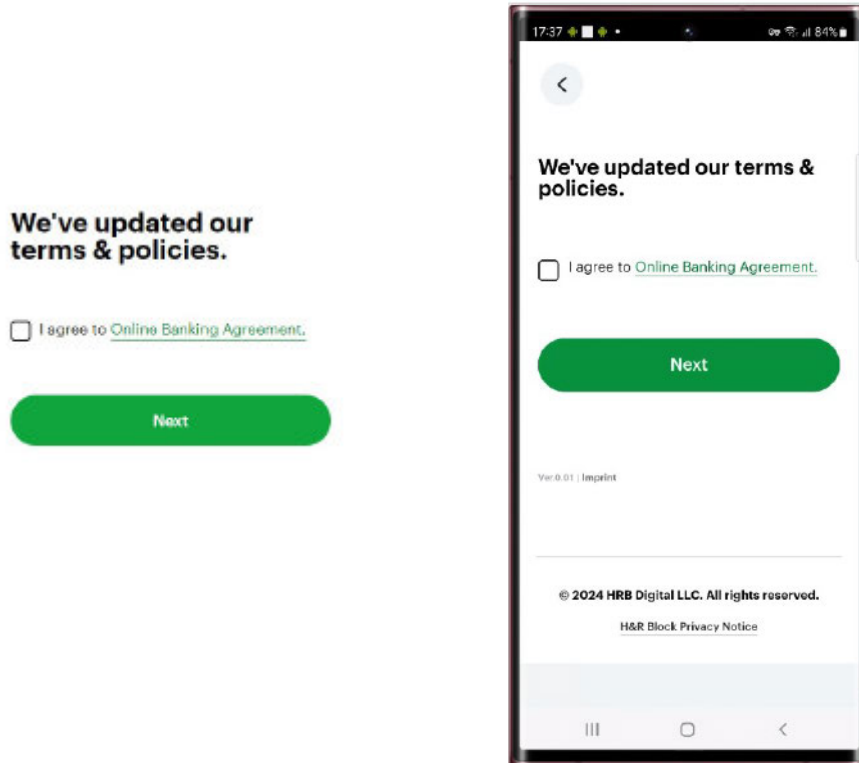 We've updated our
terms & policies.
I agree to Online Banking Agreement.
Next
17:37
84%
We've updated our terms &
policies.
I agree to Online Banking Agreement.
Next
Ver.0.01 | Imprint
© 2024 HRB Digital LLC. All rights reserved.
H&R Block Privacy Notice